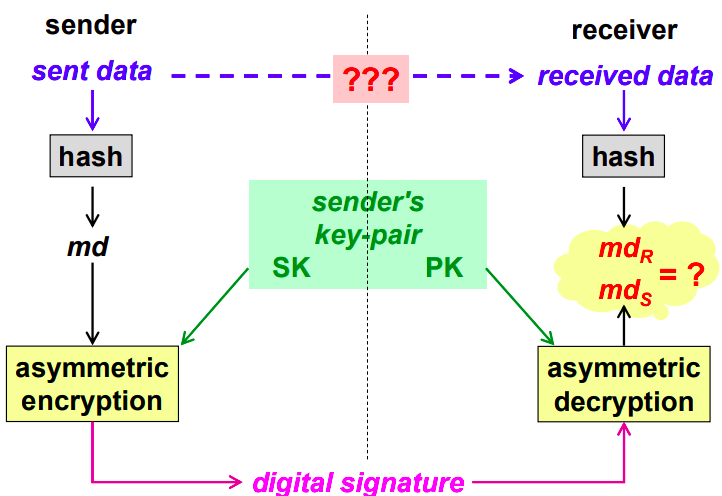 sender
receiver
sent data
???
received data
hash
hash
sender's
key-pair
SK
PK
md
md_R
md_S
= ?
asymmetric
encryption
asymmetric
decryption
digital signature